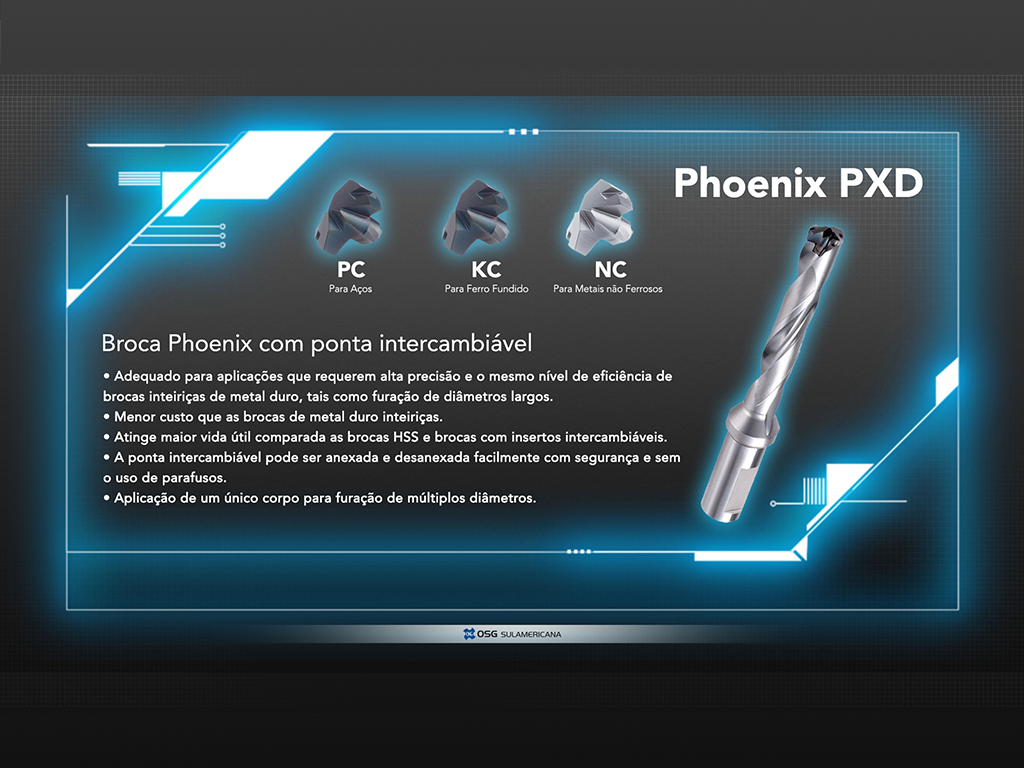 Phoenix PXD
PC
Para Aços
KC
Para Ferro Fundido
NC
Para Metais não Ferrosos
Broca Phoenix com ponta intercambiável
• Adequado para aplicações que requerem alta precisão e o mesmo nível de eficiência de
brocas inteiriças de metal duro, tais como furação de diâmetros largos.
• Menor custo que as brocas de metal duro inteiriças.
• Atinge maior vida útil comparada as brocas HSS e brocas com insertos intercambiáveis.
• A ponta intercambiável pode ser anexada e desanexada facilmente com segurança e sem
o uso de parafusos.
• Aplicação de um único corpo para furação de múltiplos diâmetros.
OSG SULAMERICANA